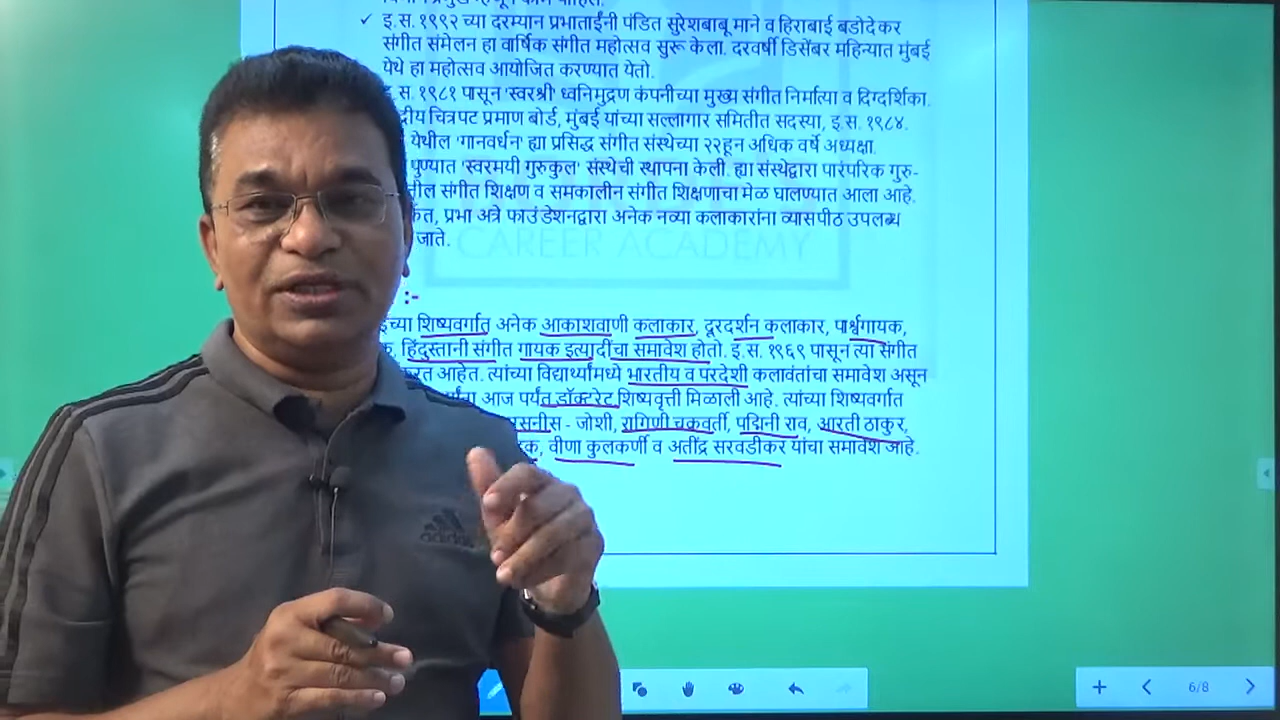 ✓ इ.स. १९९२ च्या दरम्यान प्रभाताईंनी पंडित सुरेशबाबू माने व हिराबाई बडोदेकर
संगीत संमेलन हा वार्षिक संगीत महोत्सव सुरू केला. दरवर्षी डिसेंबर महिन्यात मुंबई
येथे हा महोत्सव आयोजित करण्यात येतो.
.स. १९८१ पासून 'स्वरश्री' ध्वनिमुद्रण कंपनीच्या मुख्य संगीत निर्मात्या व दिग्दर्शिका.
चित्रपट प्रमाण बोर्ड, मुंबई यांच्या सल्लागार समितीत सदस्या, इ.स. १९८४.
येथील 'गानवर्धन' ह्या प्रसिद्ध संगीत संस्थेच्या २२हून अधिक वर्षे अध्यक्षा.
पुण्यात 'स्वरमयी गुरुकुल' संस्थेची स्थापना केली. ह्या संस्थेद्वारा पारंपरिक गुरु-
संगीत शिक्षण व समकालीन संगीत शिक्षणाचा मेळ घालण्यात आला आहे.
प्रभा अत्रे फाउंडेशनद्वारा अनेक नव्या कलाकारांना व्यासपीठ उपलब्ध
जाते.
CAREER ACADEMY
:-
शिष्यवर्गात अनेक आकाशवाणी कलाकार, दूरदर्शन कलाकार, पार्श्वगायक,
हिंदुस्तानी संगीत गायक इत्यादींचा समावेश होतो. इ.स. १९६९ पासून त्या संगीत
आहेत. त्यांच्या विद्यार्थ्यांमध्ये भारतीय व परदेशी कलावंतांचा समावेश असून
आज पर्यंत डॉक्टरेट शिष्यवृत्ती मिळाली आहे. त्यांच्या शिष्यवर्गात
- जोशी, रागिणी चक्रवर्ती, पद्मिनी राव, आरती ठाकुर,
वीणा कुलकर्णी व अतींद्र सरवडीकर यांचा समावेश आहे.
adidas
6/8